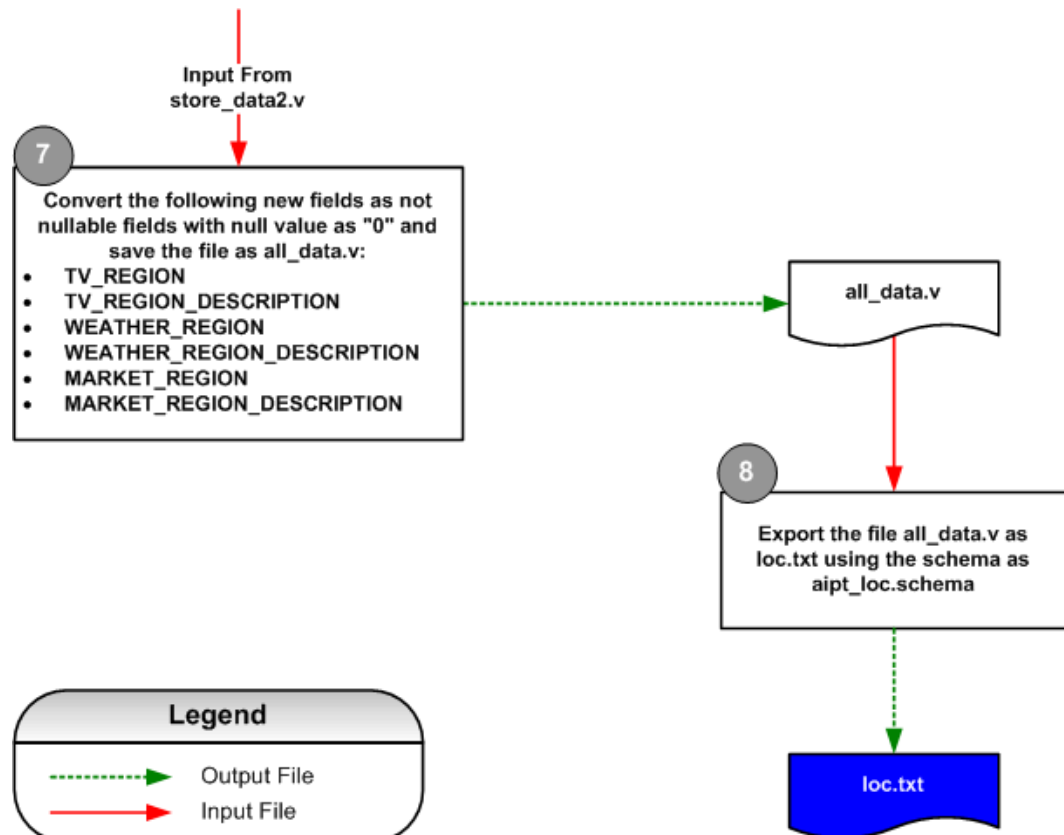 Input From
store_data2.v
7
Convert the following new fields as not
nullable fields with null value as "0" and
save the file as all_data.v:
• TV_REGION
• TV_REGION_DESCRIPTION
• WEATHER_REGION
• WEATHER_REGION_DESCRIPTION
• MARKET_REGION
• MARKET_REGION_DESCRIPTION
all_data.v
8
Export the file all_data.v as
loc.txt using the schema as
aipt_loc.schema
loc.txt
Legend
Output File
Input File